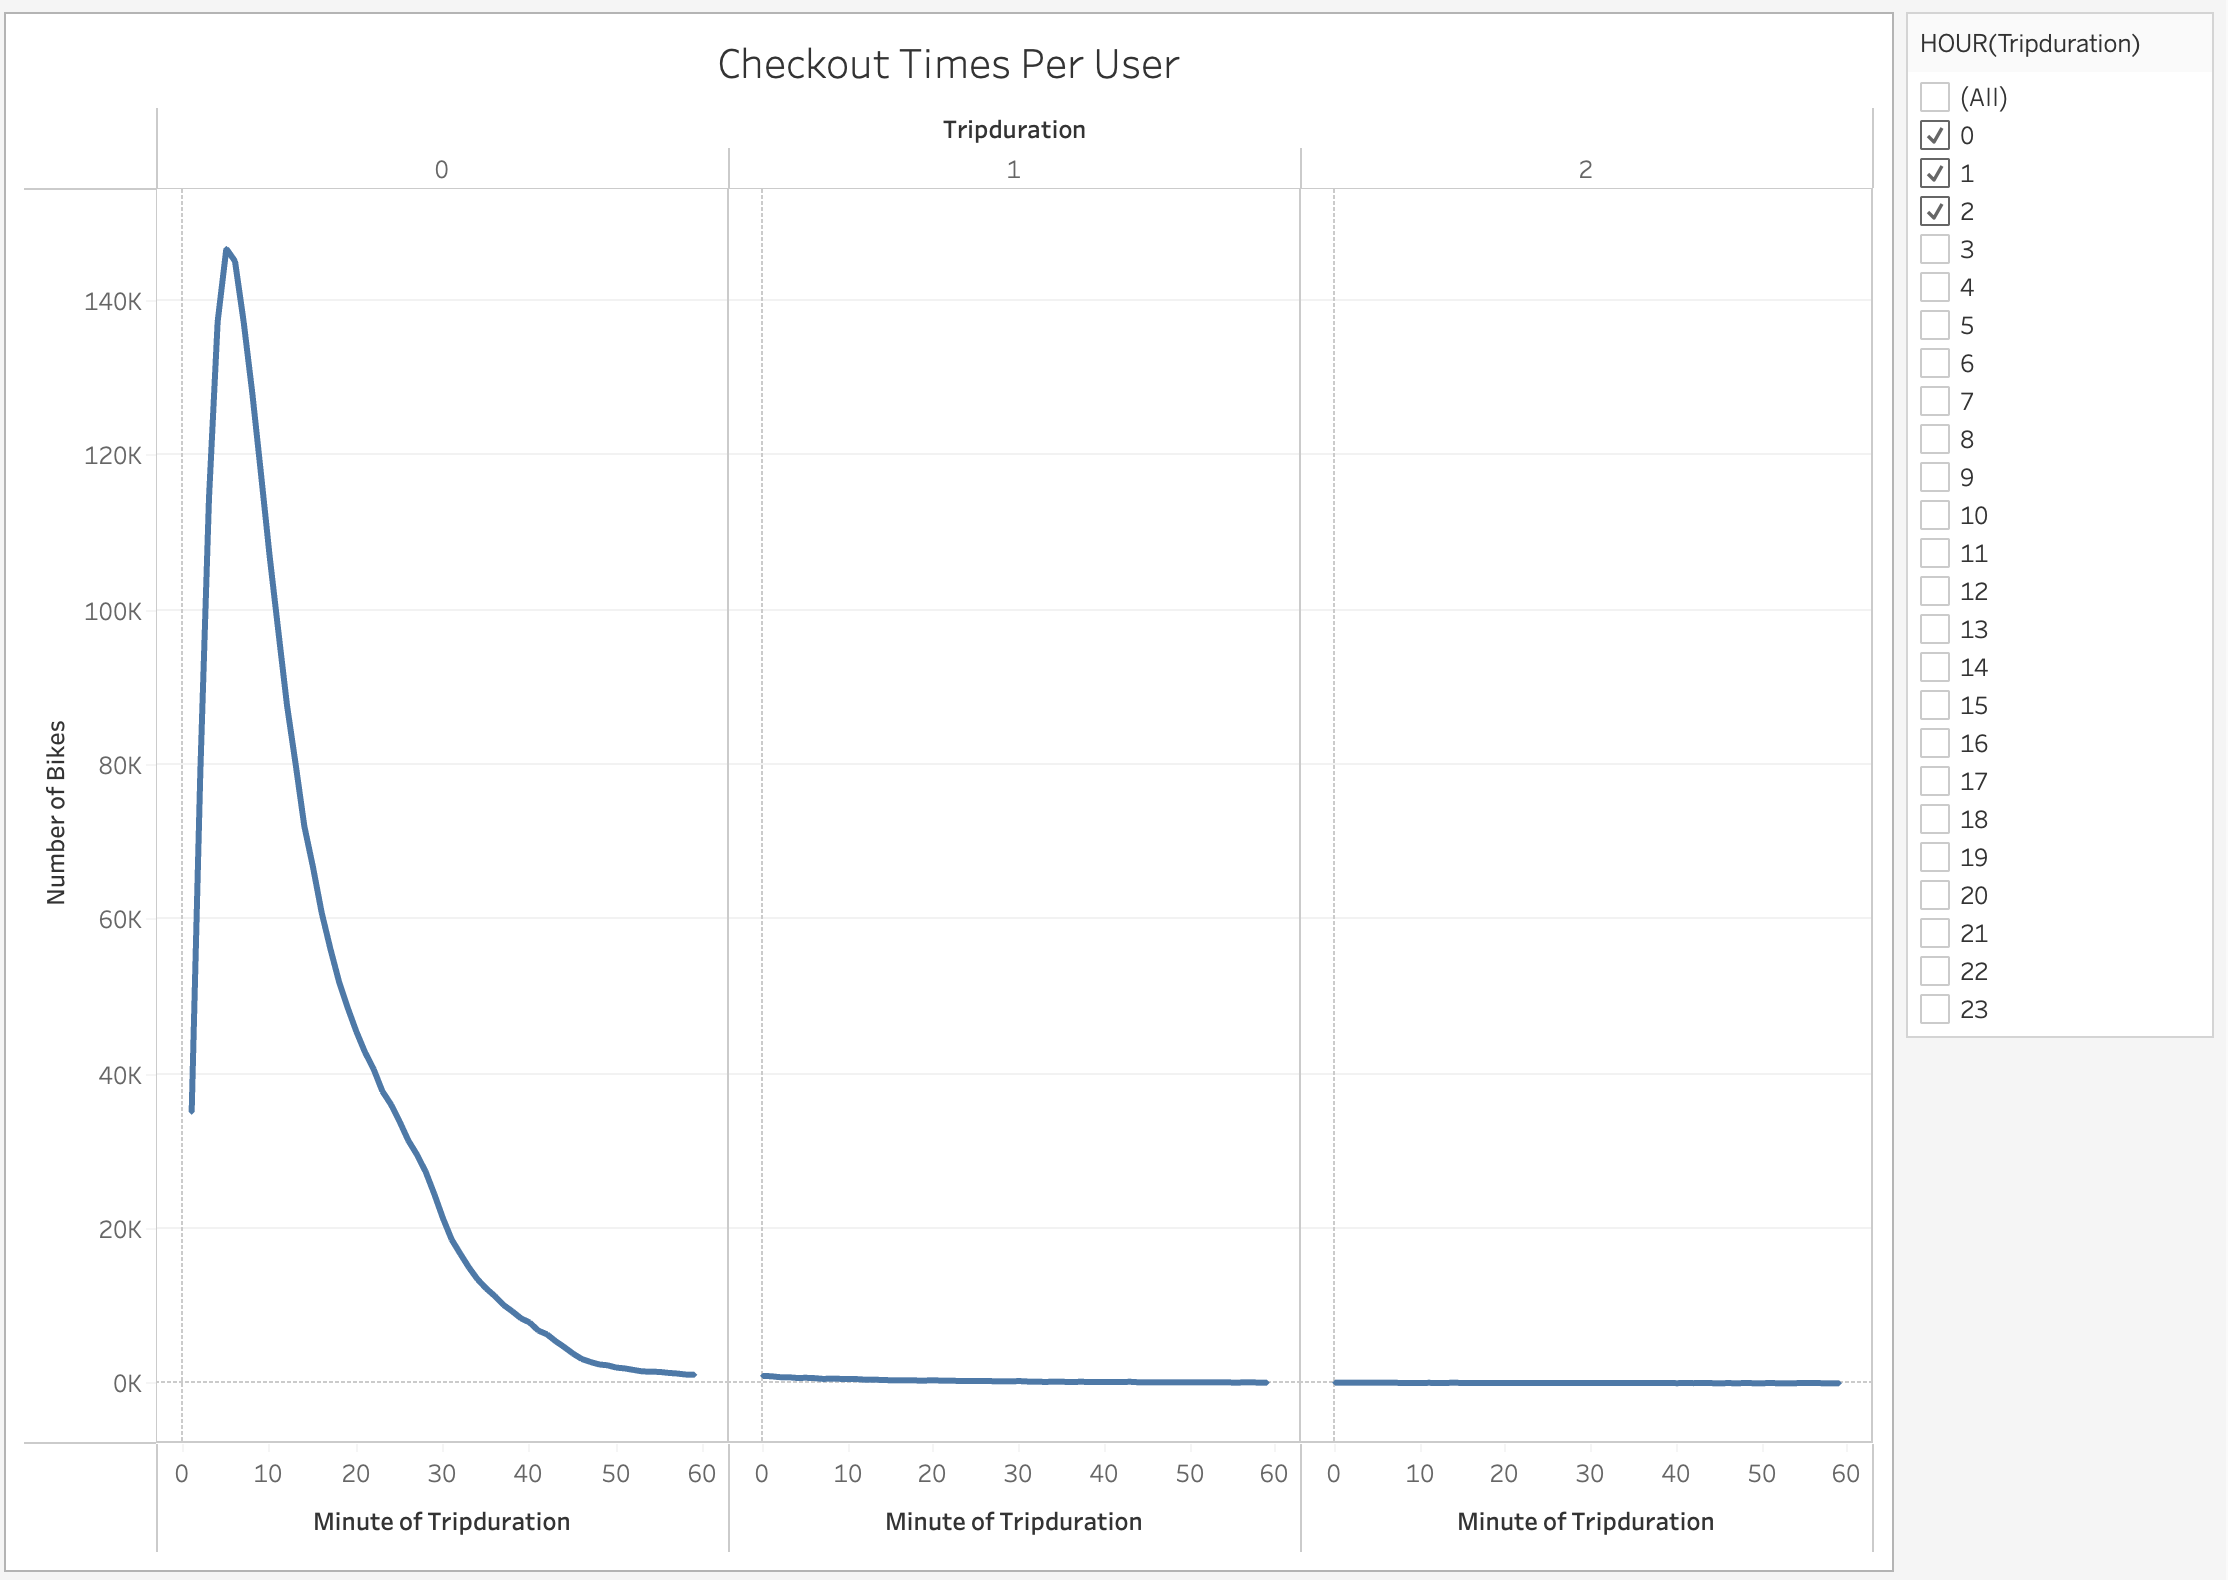 Checkout Times Per User
Tripduration
0 1 2
140K
120K
100K
80K
60K
40K
20K
0K
Number of Bikes
0 10 20 30 40 50 60 0 10 20 30 40 50 60 0 10 20 30 40 50 60
Minute of Tripduration Minute of Tripduration Minute of Tripduration
HOUR(Tripduration)
(All)
0
1
2
3
4
5
6
7
8
9
10
11
12
13
14
15
16
17
18
19
20
21
22
23